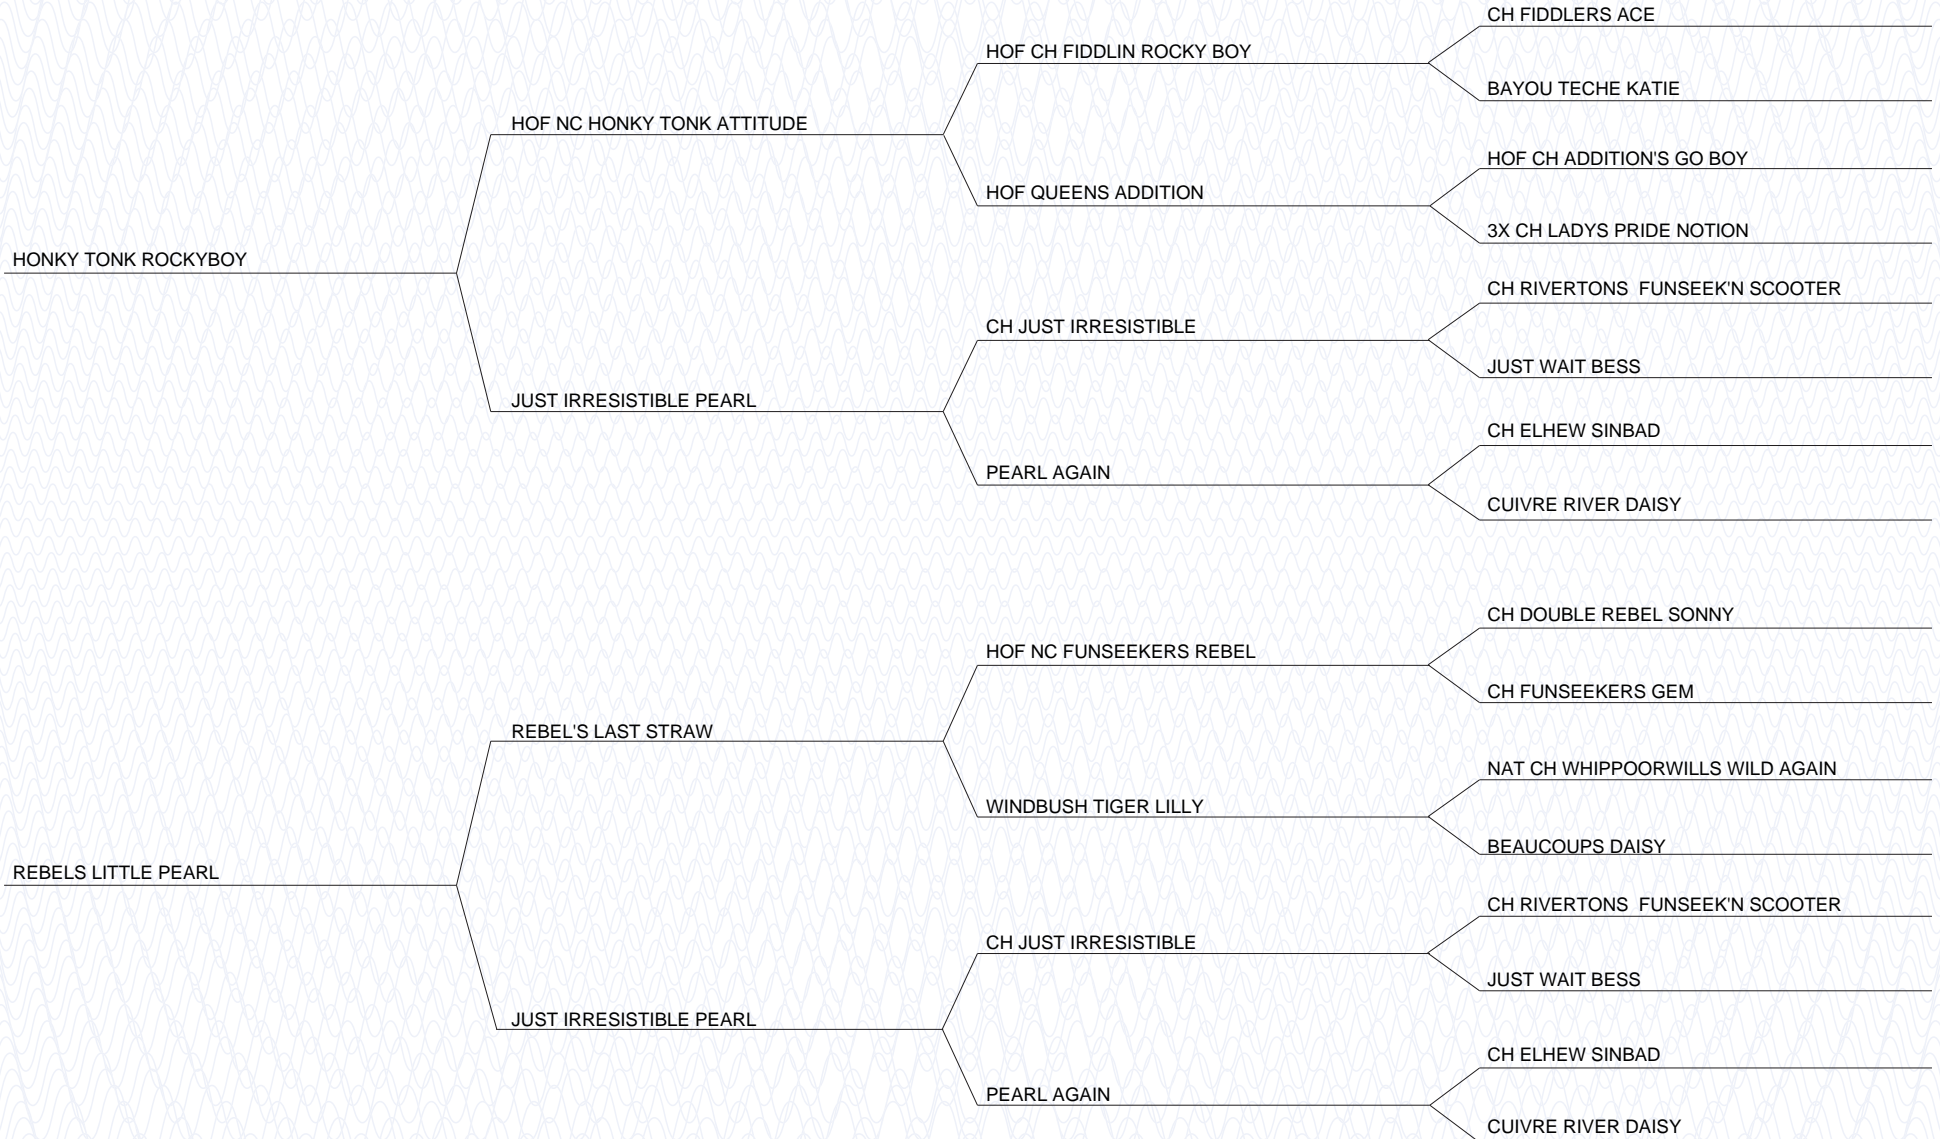 CH FIDDLERS ACE
HOF CH FIDDLIN ROCKY BOY
BAYOU TECHE KATIE
HOF NC HONKY TONK ATTITUDE
HOF CH ADDITION'S GO BOY
HOF QUEENS ADDITION
3X CH LADYS PRIDE NOTION
HONKY TONK ROCKYBOY
CH RIVERTONS  FUNSEEK'N SCOOTER
CH JUST IRRESISTIBLE
JUST WAIT BESS
JUST IRRESISTIBLE PEARL
CH ELHEW SINBAD
PEARL AGAIN
CUIVRE RIVER DAISY
CH DOUBLE REBEL SONNY
HOF NC FUNSEEKERS REBEL
CH FUNSEEKERS GEM
REBEL'S LAST STRAW
NAT CH WHIPPOORWILLS WILD AGAIN
WINDBUSH TIGER LILLY
BEAUCOUPS DAISY
REBELS LITTLE PEARL
CH RIVERTONS  FUNSEEK'N SCOOTER
CH JUST IRRESISTIBLE
JUST WAIT BESS
JUST IRRESISTIBLE PEARL
CH ELHEW SINBAD
PEARL AGAIN
CUIVRE RIVER DAISY